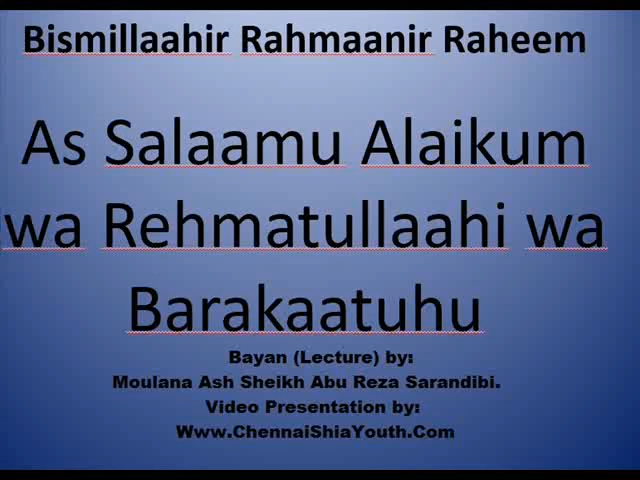 Bismillaahir Rahmaanir Raheem
As Salaamu Alaikum
wa Rehmatullaahi wa
Barakaatuhu
Bayan (Lecture) by:
Moulana Ash Sheikh Abu Reza Sarandibi.
Video Presentation by:
Www.ChennaiShiaYouth.Com